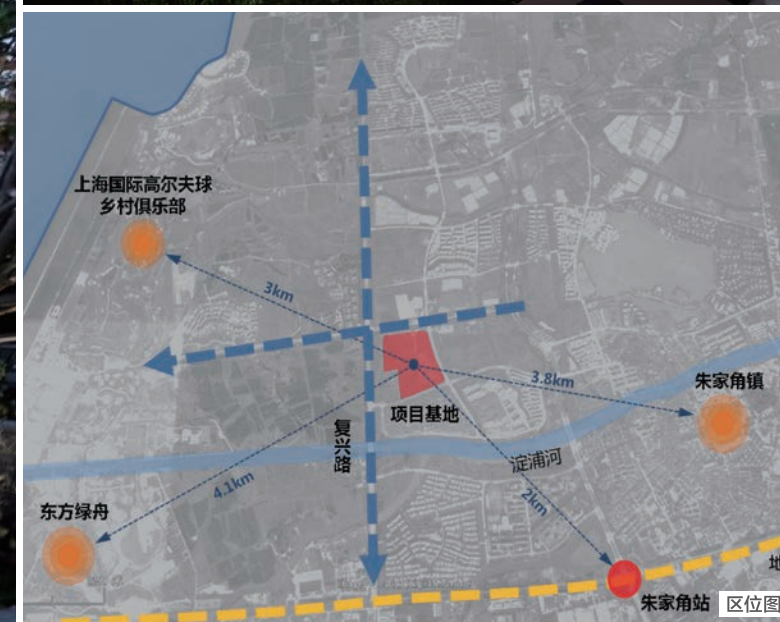 上海国际高尔夫球
乡村俱乐部
3km
3.8km
朱家角镇
项目基地
复兴路
淀浦河
4.1km
2km
东方绿舟
地
朱家角站
区位图